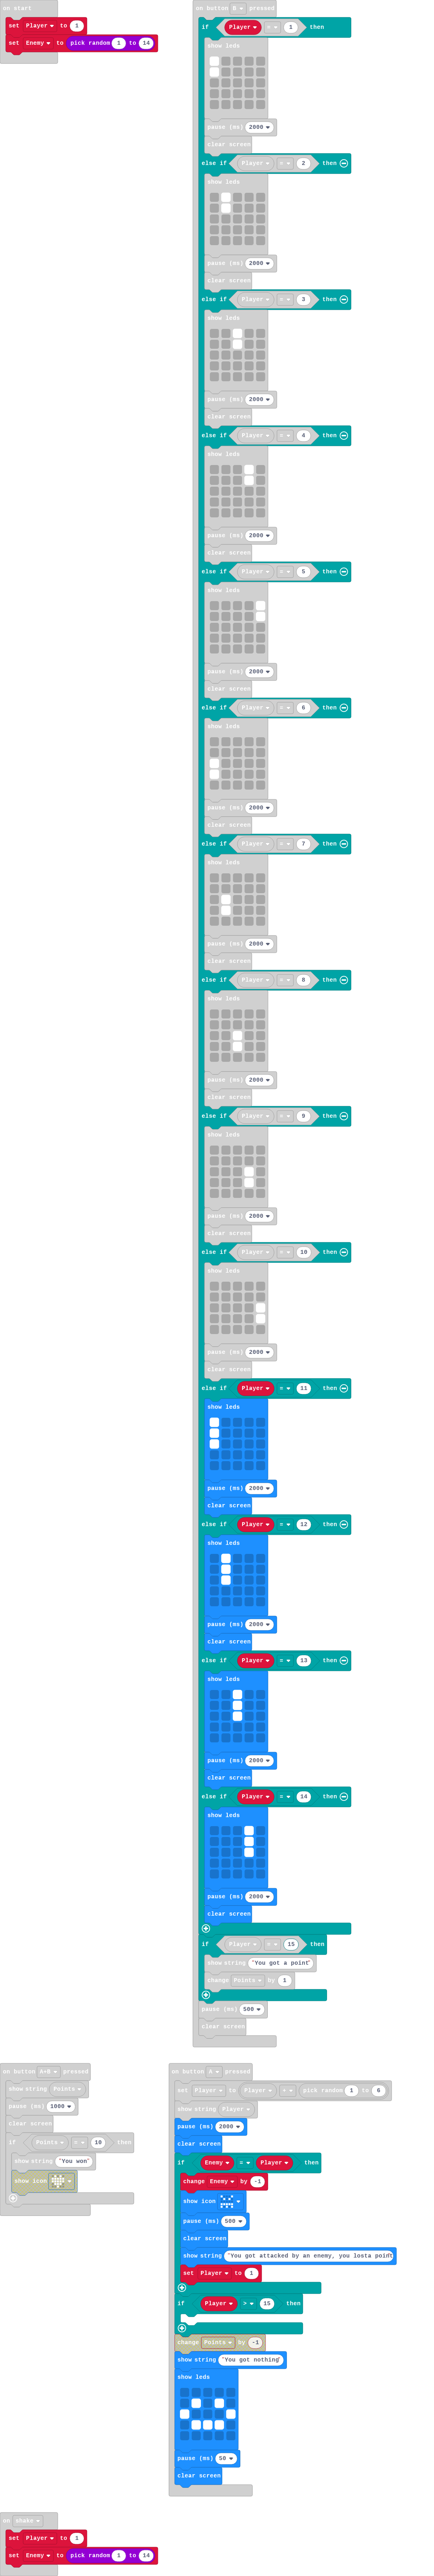 on start
set Player to 1
set Enemy to pick random 1 to 14
on button B pressed
if Player = 1 then
show leds
pause (ms) 2000
clear screen
else if Player = 2 then
show leds
pause (ms) 2000
clear screen
else if Player = 3 then
show leds
pause (ms) 2000
clear screen
else if Player = 4 then
show leds
pause (ms) 2000
clear screen
else if Player = 5 then
show leds
pause (ms) 2000
clear screen
else if Player = 6 then
show leds
pause (ms) 2000
clear screen
else if Player = 7 then
show leds
pause (ms) 2000
clear screen
else if Player = 8 then
show leds
pause (ms) 2000
clear screen
else if Player = 9 then
show leds
pause (ms) 2000
clear screen
else if Player = 10 then
show leds
pause (ms) 2000
clear screen
else if Player = 11 then
show leds
pause (ms) 2000
clear screen
else if Player = 12 then
show leds
pause (ms) 2000
clear screen
else if Player = 13 then
show leds
pause (ms) 2000
clear screen
else if Player = 14 then
show leds
pause (ms) 2000
clear screen
if Player = 15 then
show string "You got a point"
change Points by 1
pause (ms) 500
clear screen
on button A+B pressed
show string Points
pause (ms) 1000
clear screen
if Points = 10 then
show string "You won"
show icon
on button A pressed
set Player to Player + pick random 1 to 6
show string Player
pause (ms) 2000
clear screen
if Enemy = Player then
change Enemy by -1
show icon
pause (ms) 500
clear screen
show string "You got attacked by an enemy, you losta point"
set Player to 1
if Player > 15 then
change Points by -1
show string "You got nothing"
show leds
pause (ms) 50
clear screen
on shake
set Player to 1
set Enemy to pick random 1 to 14